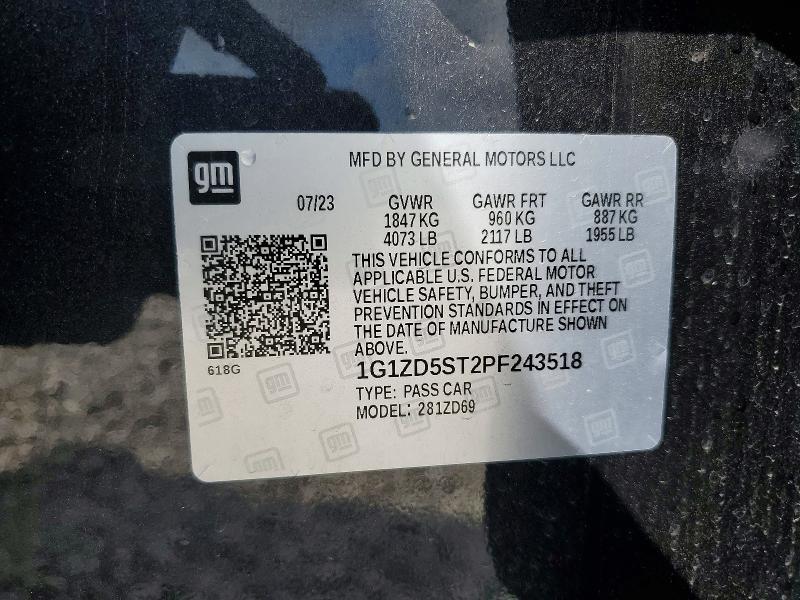 gm
MFD BY GENERAL MOTORS LLC
07/23 GVWR GAWR FRT GAWR RR
1847 KG 960 KG 887 KG
4073 LB 2117 LB 1955 LB
THIS VEHICLE CONFORMS TO ALL
APPLICABLE U.S. FEDERAL MOTOR
VEHICLE SAFETY, BUMPER, AND THEFT
PREVENTION STANDARDS IN EFFECT ON
THE DATE OF MANUFACTURE SHOWN
ABOVE.
618G
1G1ZD5ST2PF243518
TYPE: PASS CAR
MODEL: 281ZD69